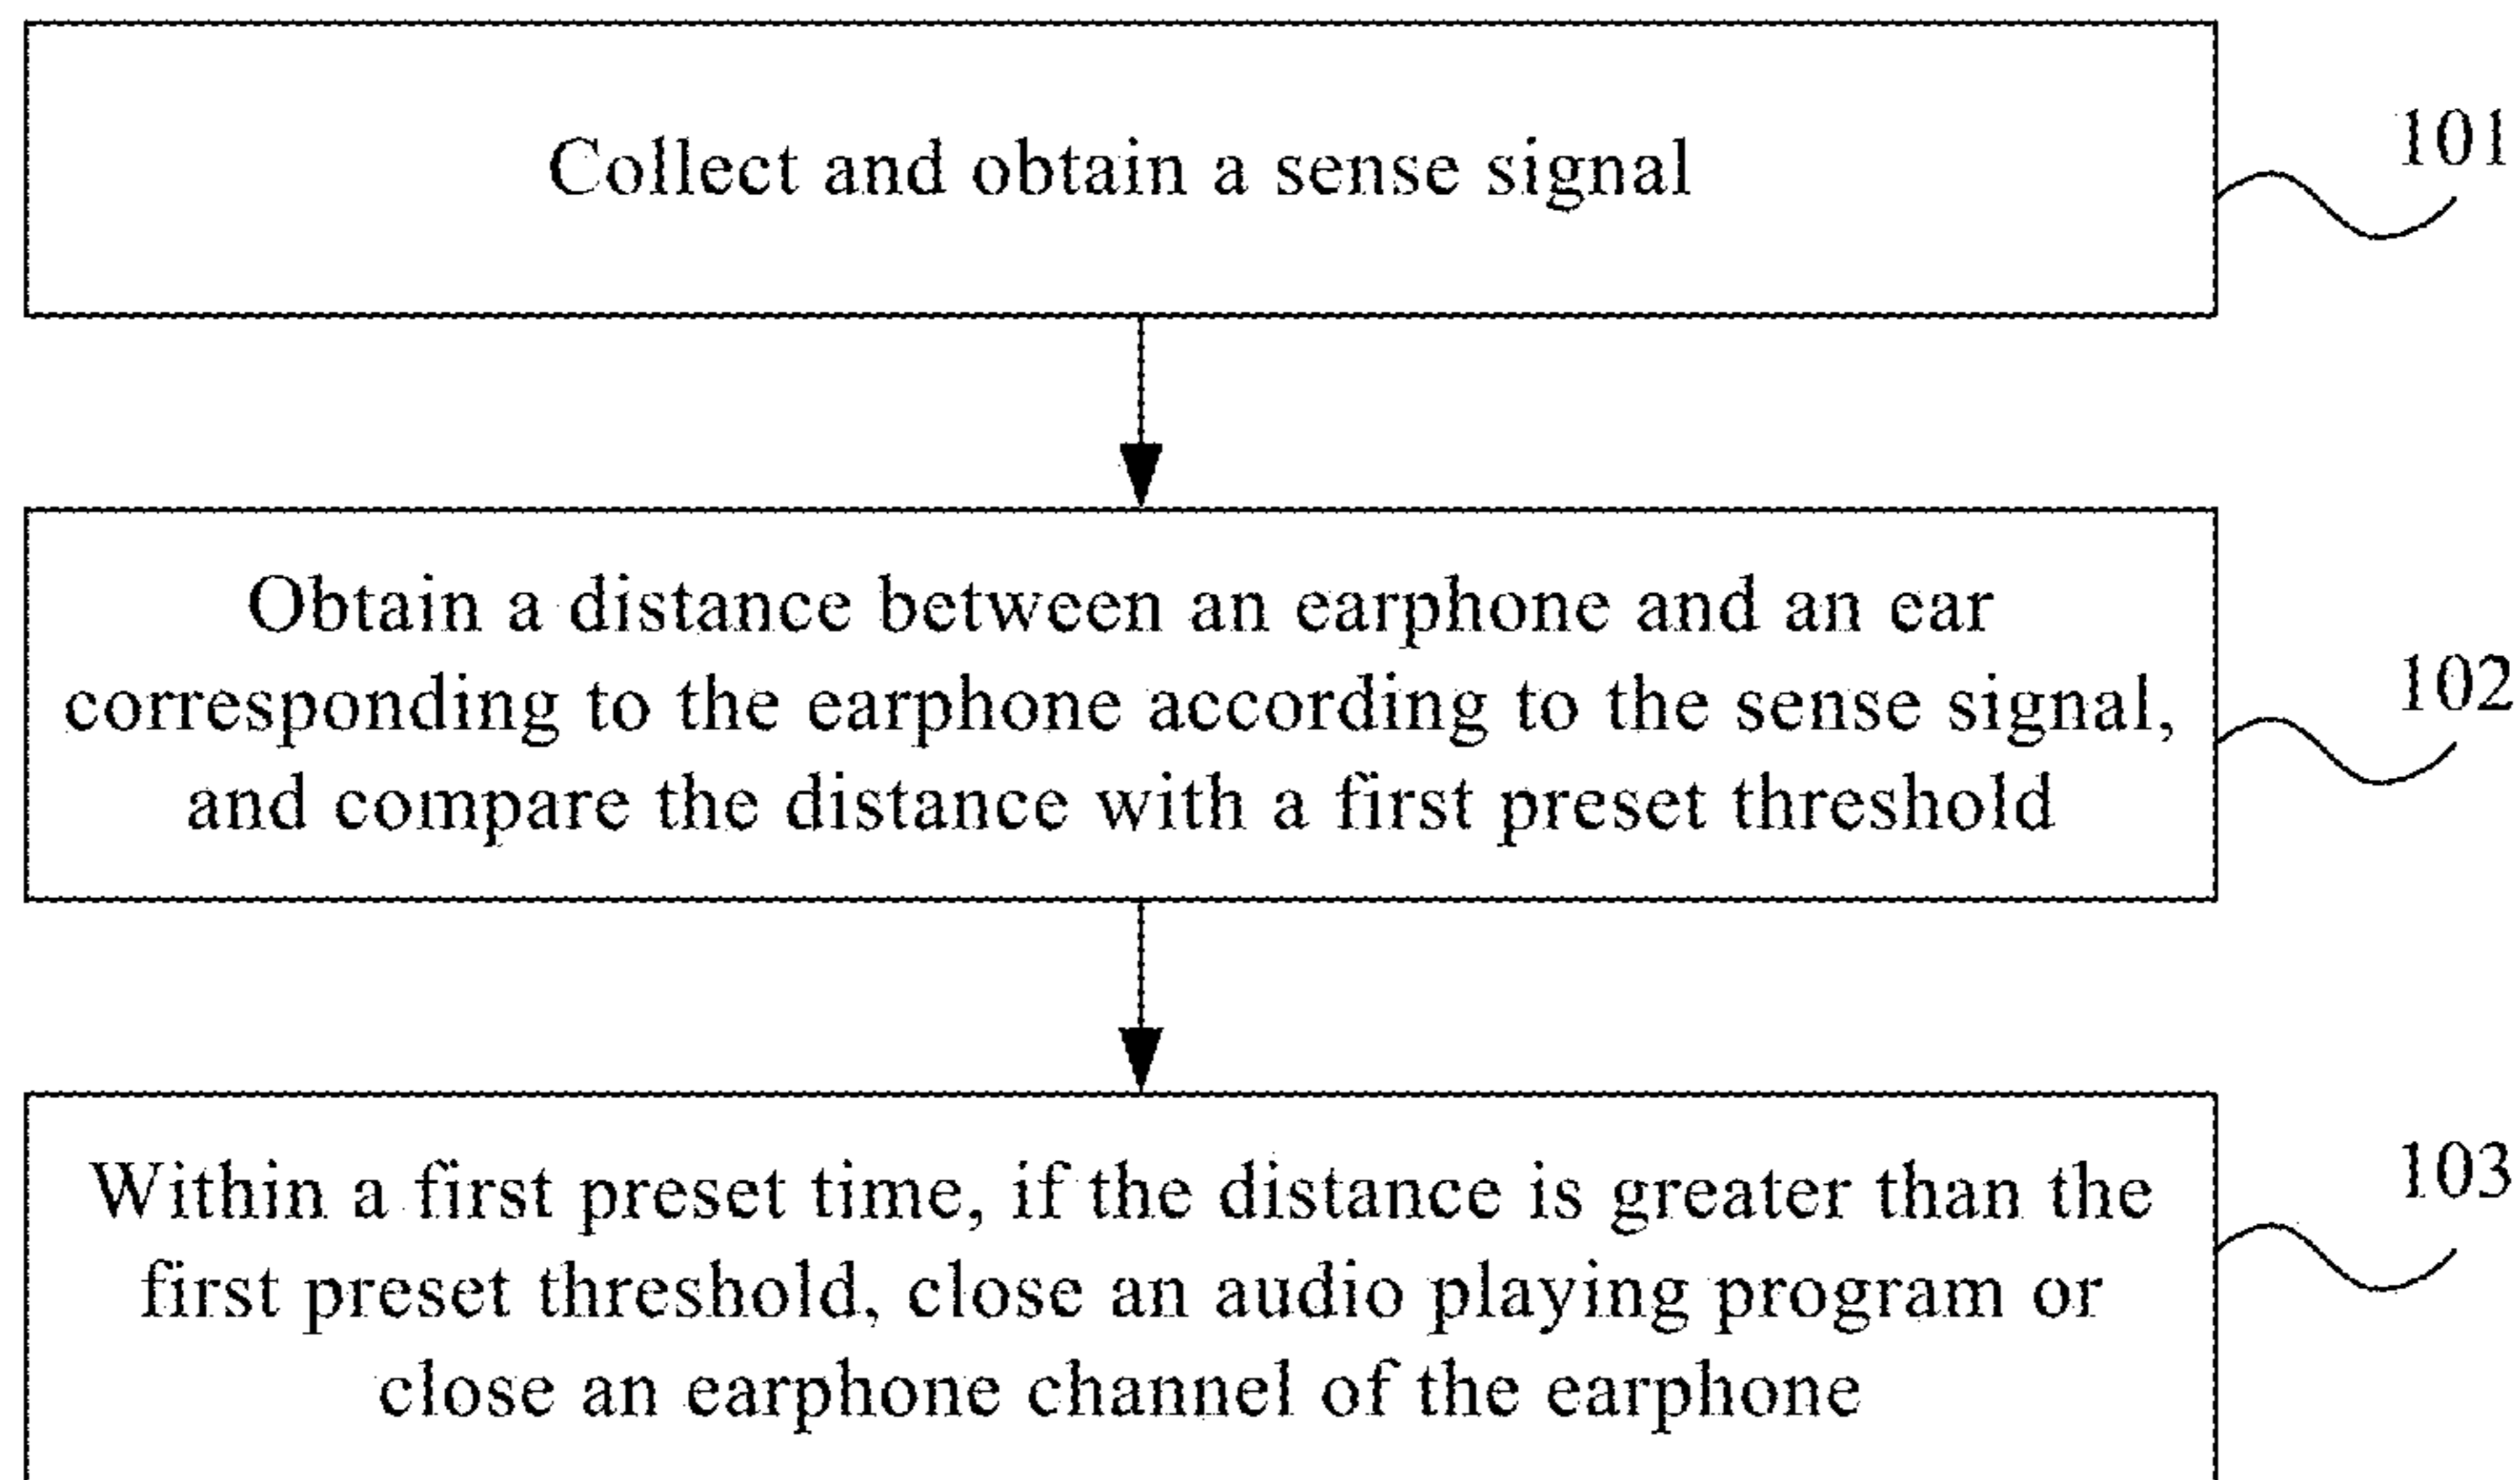 Collect and obtain a sense signal
101
Obtain a distance between an earphone and an ear
corresponding to the earphone according to the sense signal,
and compare the distance with a first preset threshold
102
Within a first preset time, if the distance is greater than the
first preset threshold, close an audio playing program or
close an earphone channel of the earphone
103